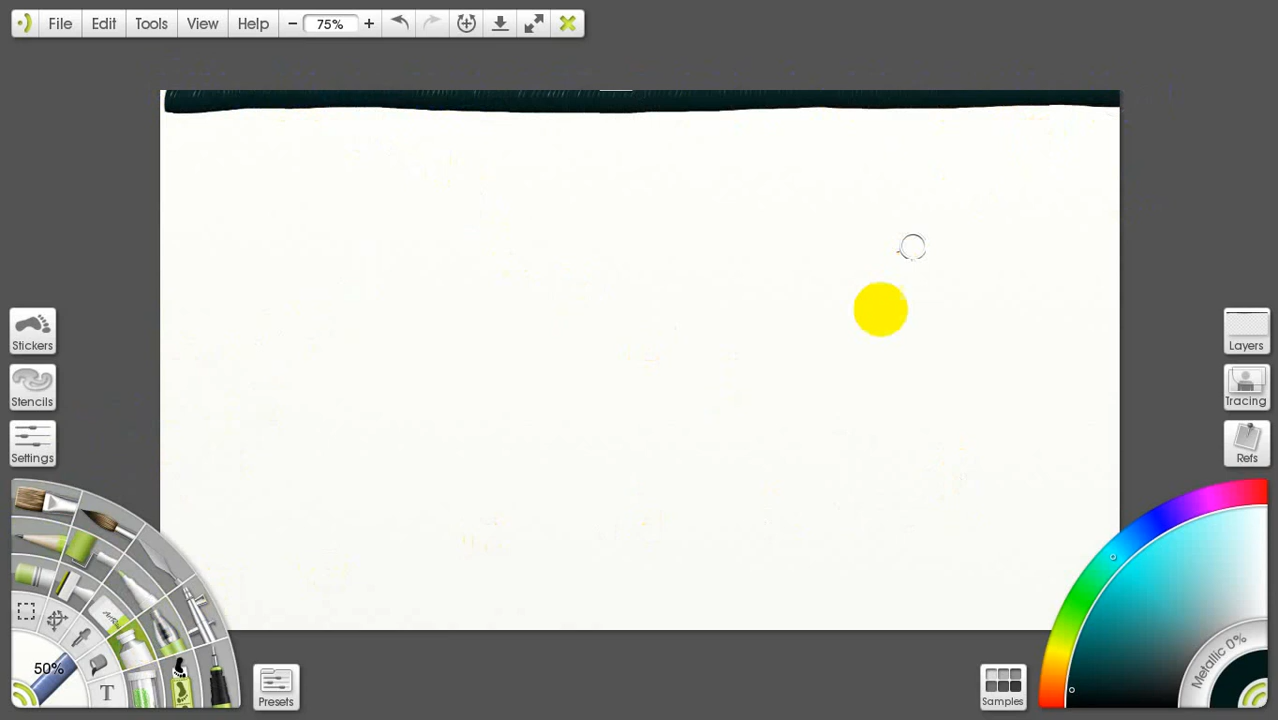 File Edit Tools View Help − 75% +
Stickers
Stencils
Settings
Layers
Tracing
Refs
50%
T
Presets
Samples
Metallic 0%